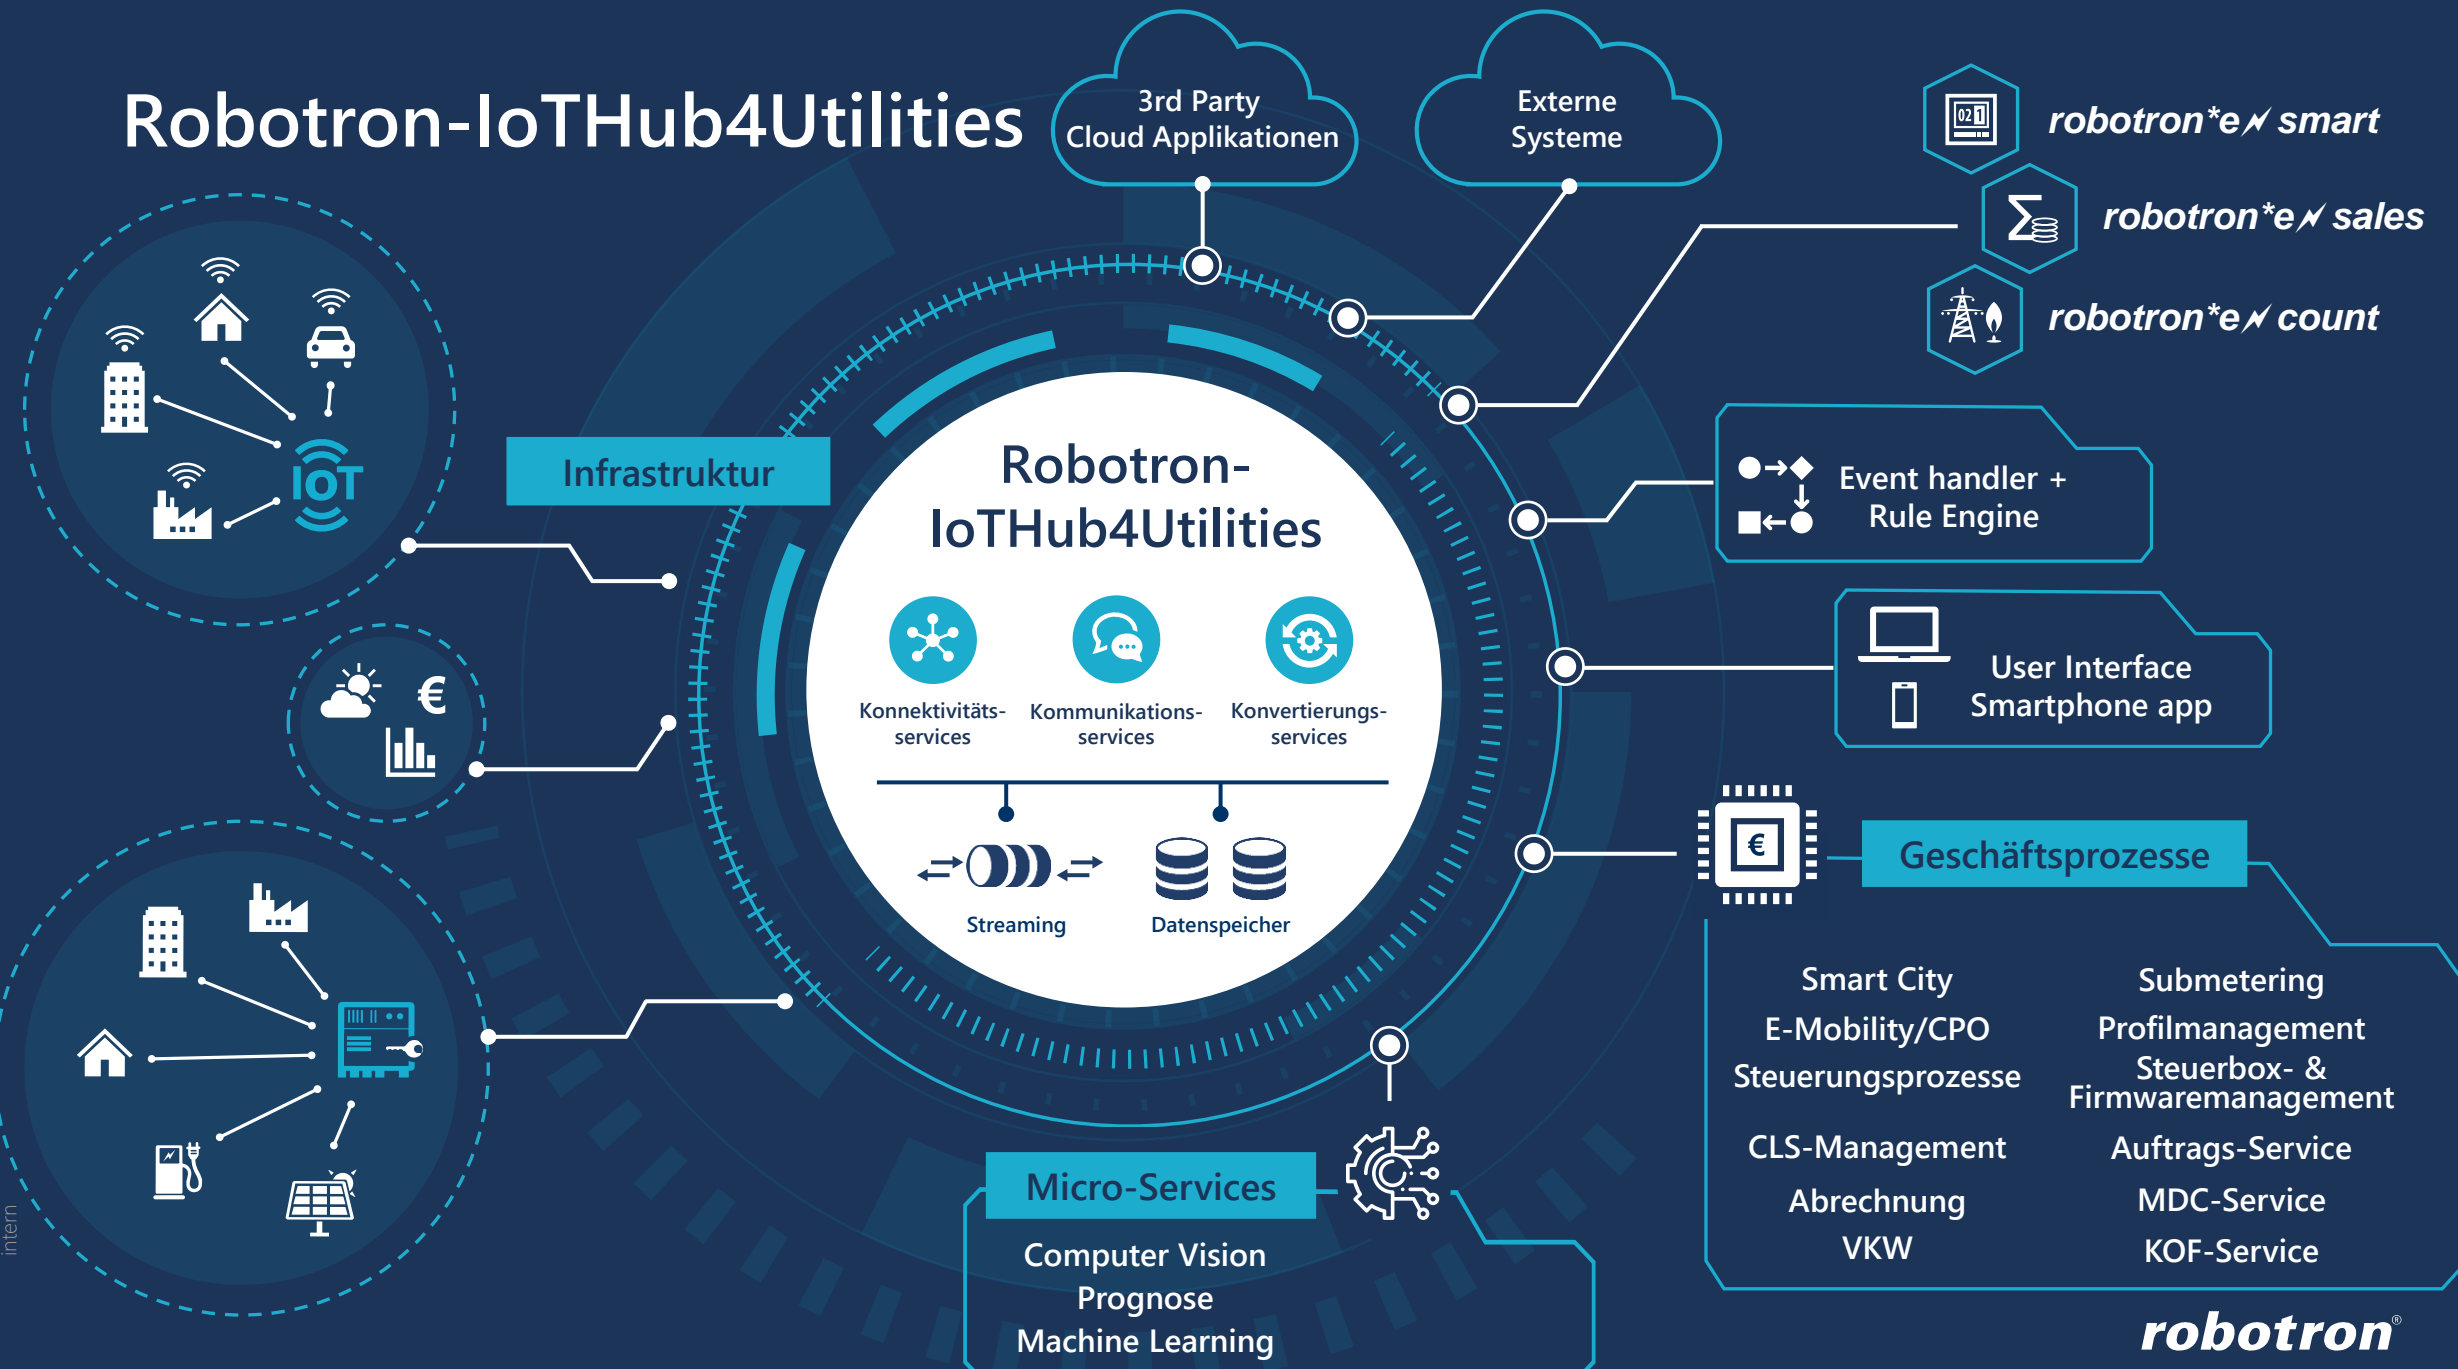 Robotron-IoTHub4Utilities
3rd Party
Cloud Applikationen
Externe
Systeme
02 1
robotron*e smart
€
robotron*e sales
robotron*e count
IoT
Infrastruktur
Robotron-
IoTHub4Utilities
Konnektivitäts-
services
Kommunikations-
services
Konvertierungs-
services
Streaming
Datenspeicher
Event handler +
Rule Engine
User Interface
Smartphone app
€
Geschäftsprozesse
Smart City
E-Mobility/CPO
Steuerungsprozesse
CLS-Management
Abrechnung
VKW
Submetering
Profilmanagement
Steuerbox- &
Firmwaremanagement
Auftrags-Service
MDC-Service
KOF-Service
Micro-Services
Computer Vision
Prognose
Machine Learning
intern
robotron®